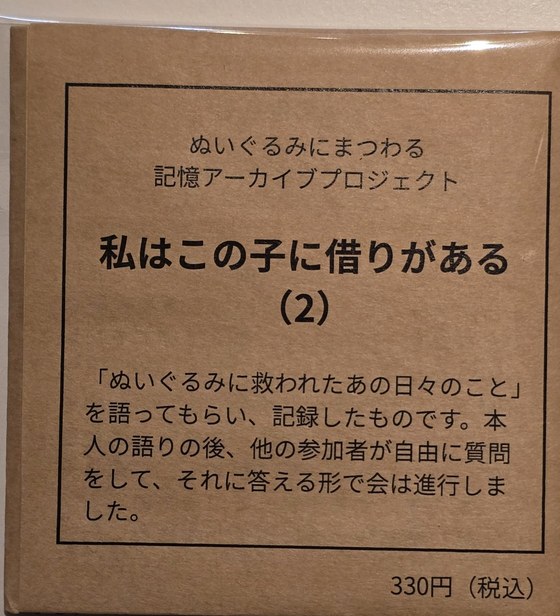 ぬいぐるみにまつわる
記憶アーカイブプロジェクト
私はこの子に借りがある
（2）
「ぬいぐるみに救われたあの日々のこと」
を語ってもらい、記録したものです。本
人の語りの後、他の参加者が自由に質問
をして、それに答える形で会は進行しま
した。
330円（税込）